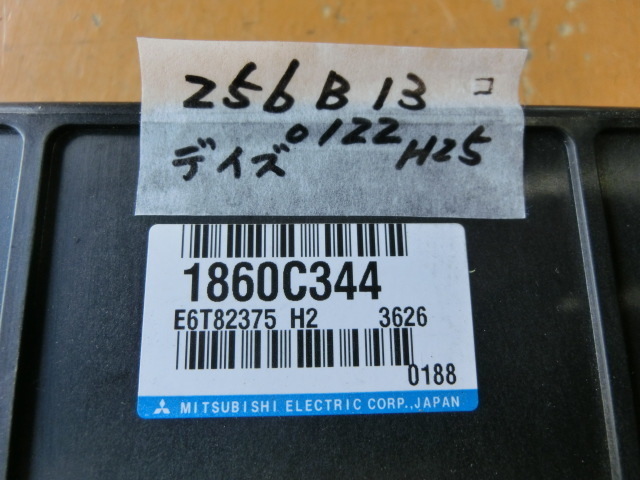 256B13 コ
デイズ 0122 H25
1860C344
E6T82375 H2 3626
0188
MITSUBISHI ELECTRIC CORP.,JAPAN